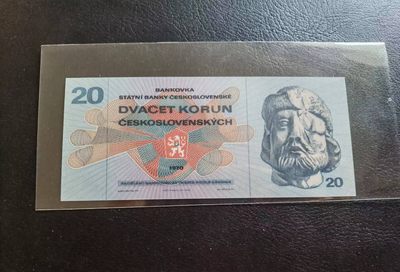 20
BANKOVKA
STÁTNÍ BANKY ČESKOSLOVENSKÉ
DVACET KORUN
ČESKOSLOVENSKÝCH
1970
20